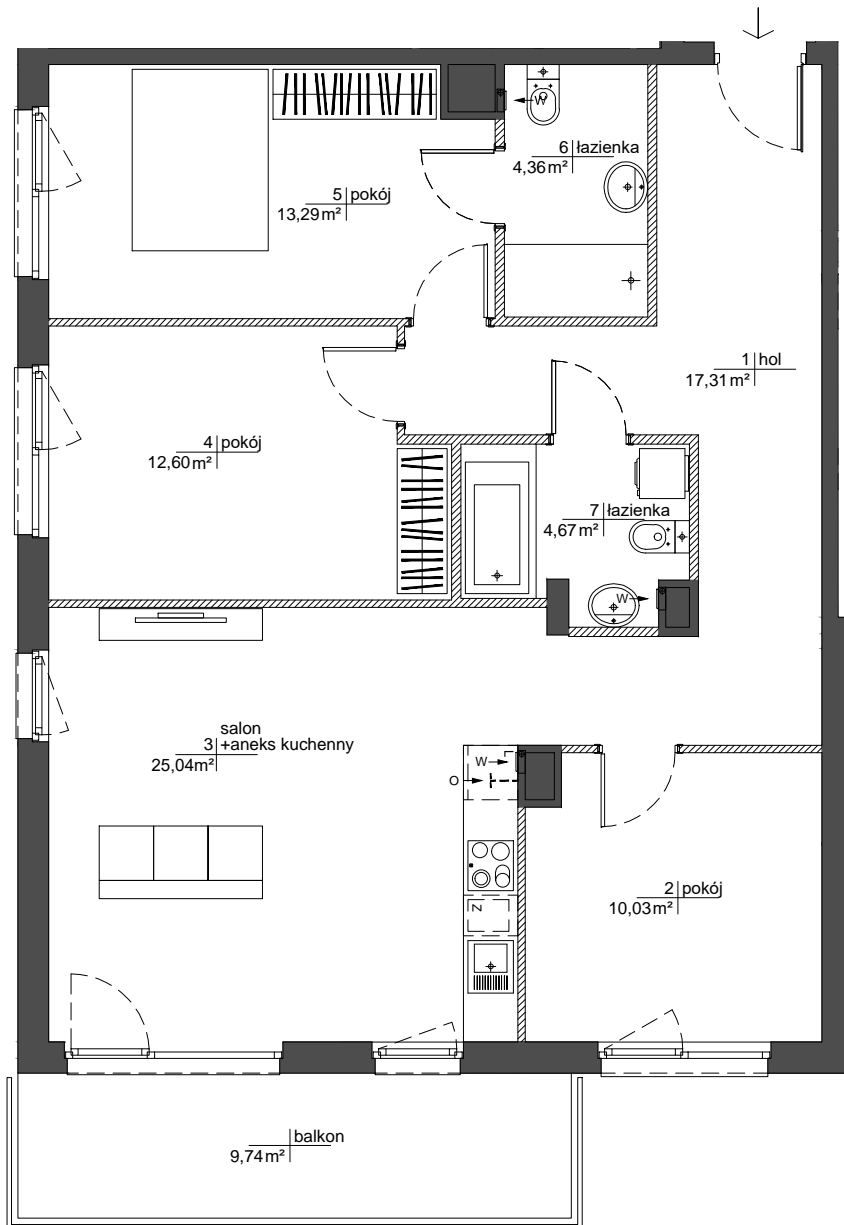 W
6 łazienka
4,36 m²
5 pokój
13,29 m²
1 hol
17,31 m²
4 pokój
12,60 m²
7 łazienka
4,67 m²
W
salon
3 +aneks kuchenny
25,04 m²
W
O
2 pokój
10,03 m²
Z
balkon
9,74 m²